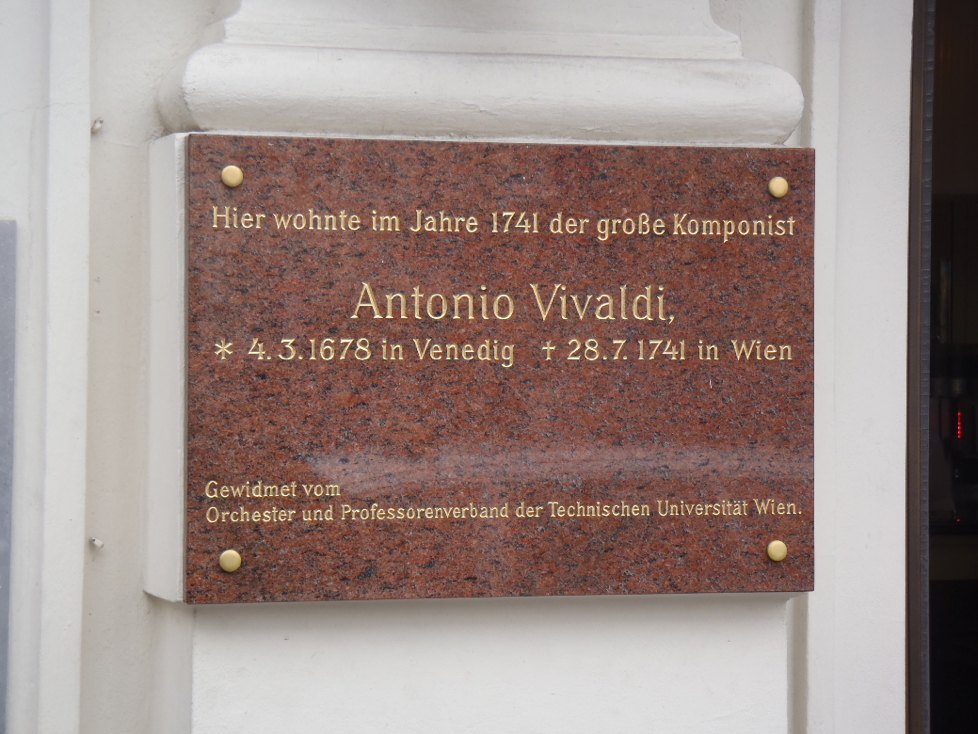 Hier wohnte im Jahre 1741 der große Komponist
Antonio Vivaldi,
* 4.3.1678 in Venedig † 28.7.1741 in Wien
Gewidmet vom
Orchester und Professorenverband der Technischen Universität Wien.